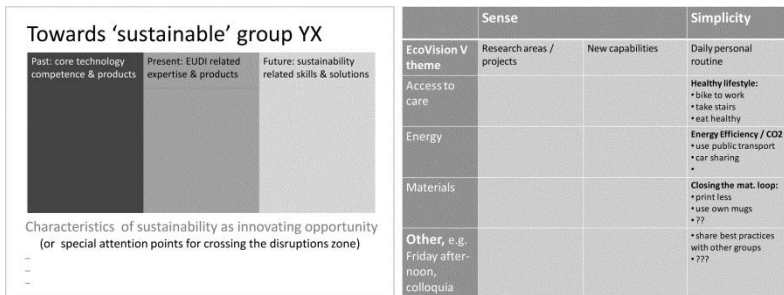 Towards ‘sustainable’ group YX
Past: core technology
competence & products
Present: EUDI related
expertise & products
Future: sustainability
related skills & solutions
Characteristics of sustainability as innovating opportunity
(or special attention points for crossing the disruptions zone)
–
–
–
Sense
Simplicity
EcoVision V
theme
Research areas /
projects
New capabilities
Daily personal
routine
Access to
care
Healthy lifestyle:
• bike to work
• take stairs
• eat healthy
Energy
Energy Efficiency / CO2
• use public transport
• car sharing
•
Materials
Closing the mat. loop:
• print less
• use own mugs
• ??
Other, e.g.
Friday after-
noon,
colloquia
• share best practices
with other groups
• ???